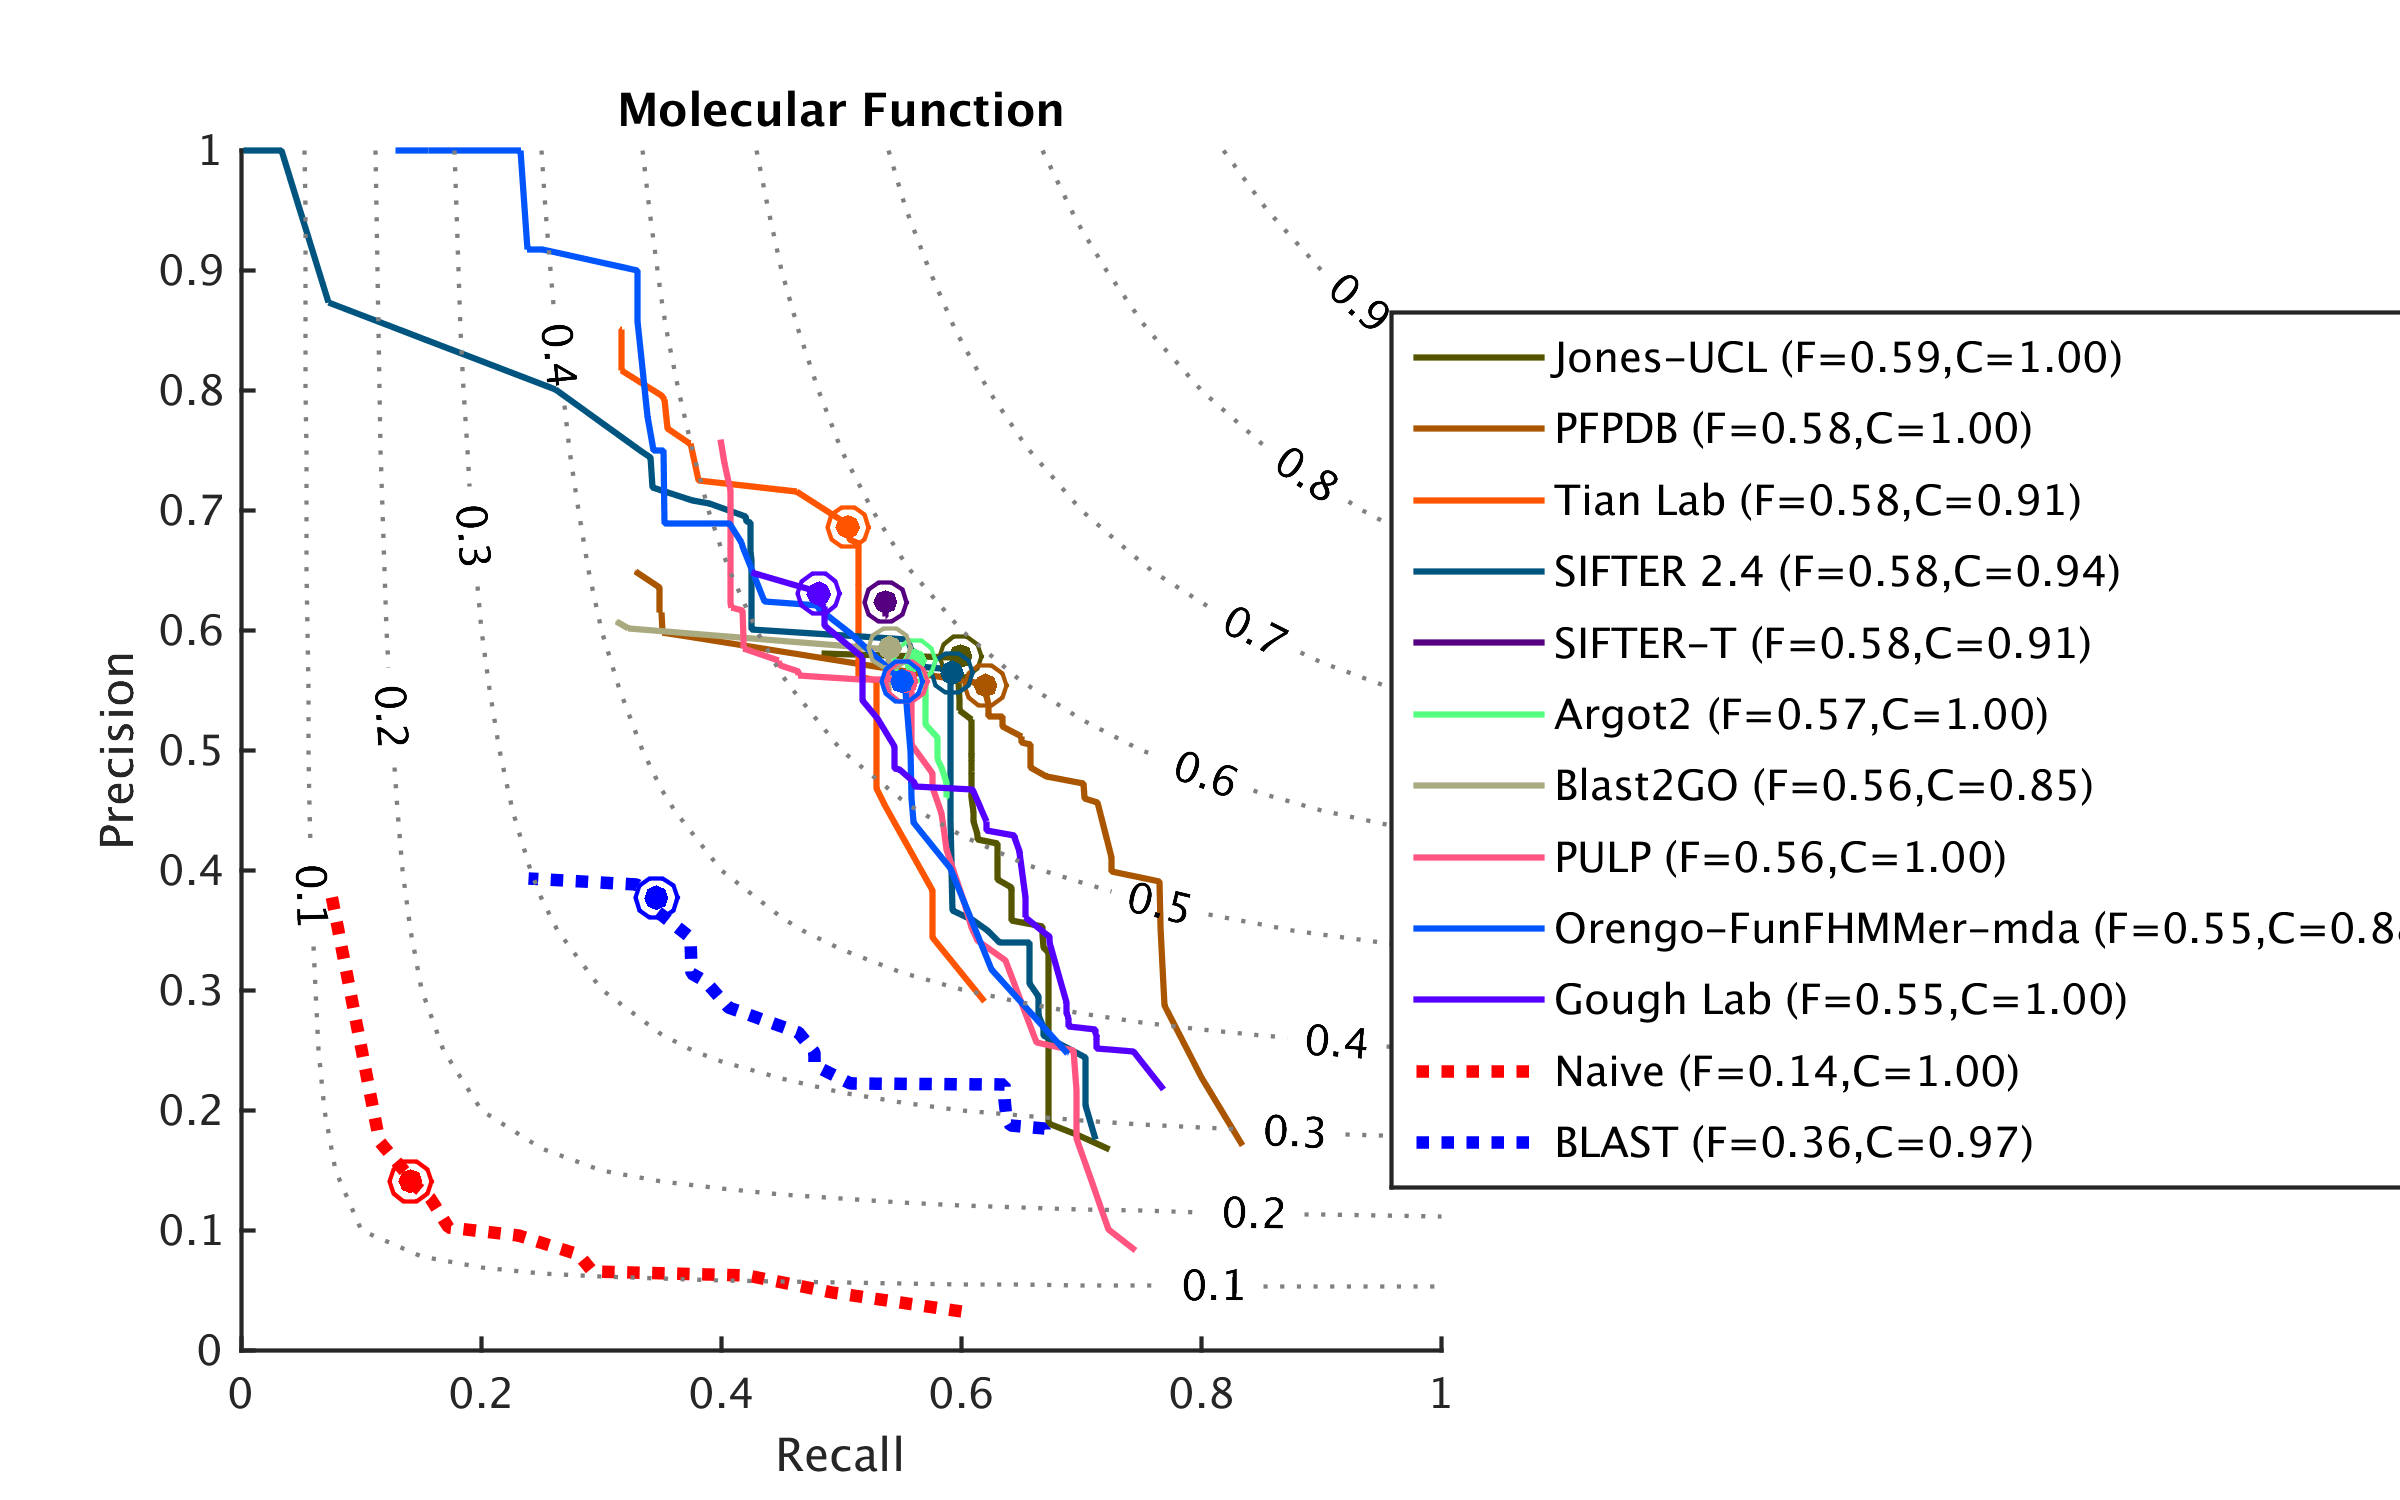 Molecular Function
Precision
1
0.9
0.8
0.7
0.6
0.5
0.4
0.3
0.2
0.1
0
0
0.2
0.4
0.6
0.8
1
Recall
0.1
0.2
0.3
0.4
0.9
0.8
0.7
0.6
0.5
0.4
0.3
0.2
0.1
Jones-UCL (F=0.59,C=1.00)
PFPDB (F=0.58,C=1.00)
Tian Lab (F=0.58,C=0.91)
SIFTER 2.4 (F=0.58,C=0.94)
SIFTER-T (F=0.58,C=0.91)
Argot2 (F=0.57,C=1.00)
Blast2GO (F=0.56,C=0.85)
PULP (F=0.56,C=1.00)
Orengo-FunFHMMer-mda (F=0.55,
Gough Lab (F=0.55,C=1.00)
Naive (F=0.14,C=1.00)
BLAST (F=0.36,C=0.97)